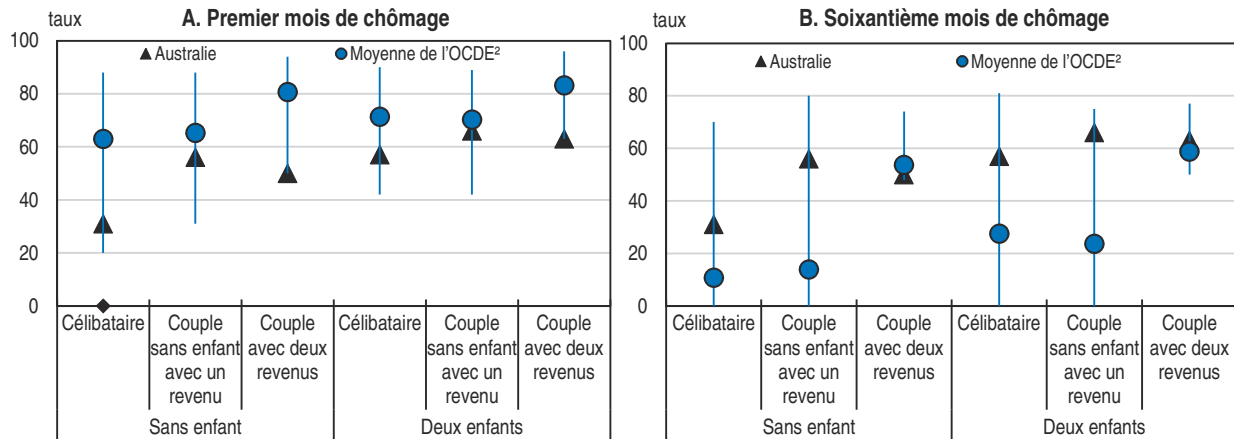 taux
A. Premier mois de chômage
Australie
Moyenne de l'OCDE²
100
80
60
40
20
0
Célibataire
Couple
sans enfant
avec un
revenu
Couple
avec deux
revenus
Célibataire
Couple
sans enfant
avec un
revenu
Couple
avec deux
revenus
Sans enfant
Deux enfants
taux
B. Soixantième mois de chômage
Australie
Moyenne de l'OCDE²
100
80
60
40
20
0
Célibataire
Couple
sans enfant
avec un
revenu
Couple
avec deux
revenus
Célibataire
Couple
sans enfant
avec un
revenu
Couple
avec deux
revenus
Sans enfant
Deux enfants